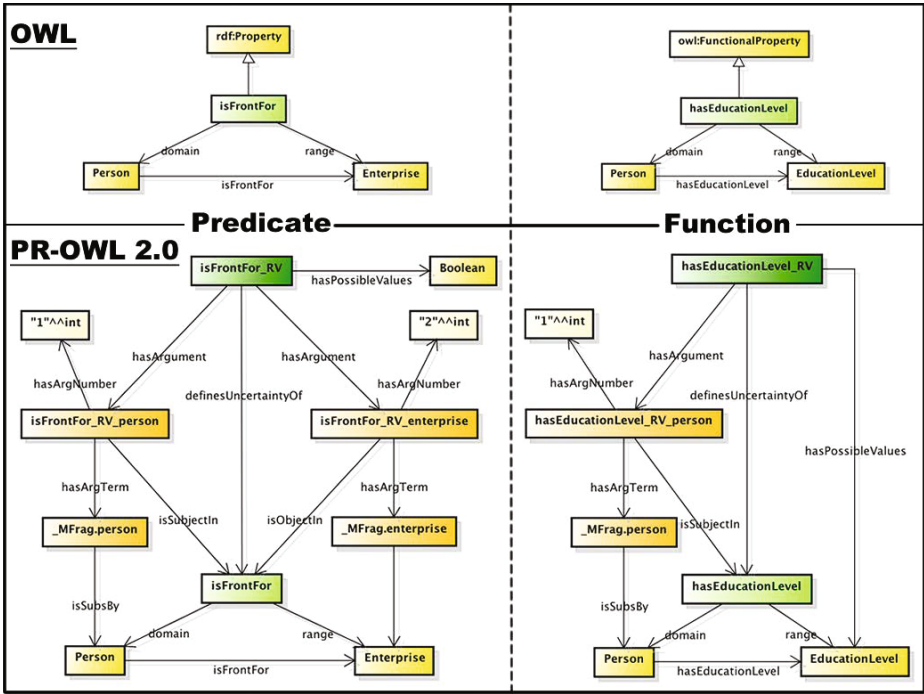 OWL
rdf:Property
isFrontFor
domain
range
Person
isFrontFor
Enterprise
owl:FunctionalProperty
hasEducationLevel
domain
range
Person
hasEducationLevel
EducationLevel
Predicate
Function
PR-OWL 2.0
isFrontFor_RV
hasPossibleValues
Boolean
"1"^^int
"2"^^int
hasArgument
hasArgument
hasArgNumber
hasArgNumber
definesUncertaintyOf
isFrontFor_RV_person
isFrontFor_RV_enterprise
hasArgTerm
hasArgTerm
_MFrag.person
isSubjectIn
isObjectIn
_MFrag.enterprise
isFrontFor
isSubsBy
domain
range
Person
isFrontFor
Enterprise
hasEducationLevel_RV
"1"^^int
hasArgument
hasArgNumber
definesUncertaintyOf
hasEducationLevel_RV_person
hasPossibleValues
hasArgTerm
_MFrag.person
isSubjectIn
hasEducationLevel
isSubsBy
domain
range
Person
hasEducationLevel
EducationLevel